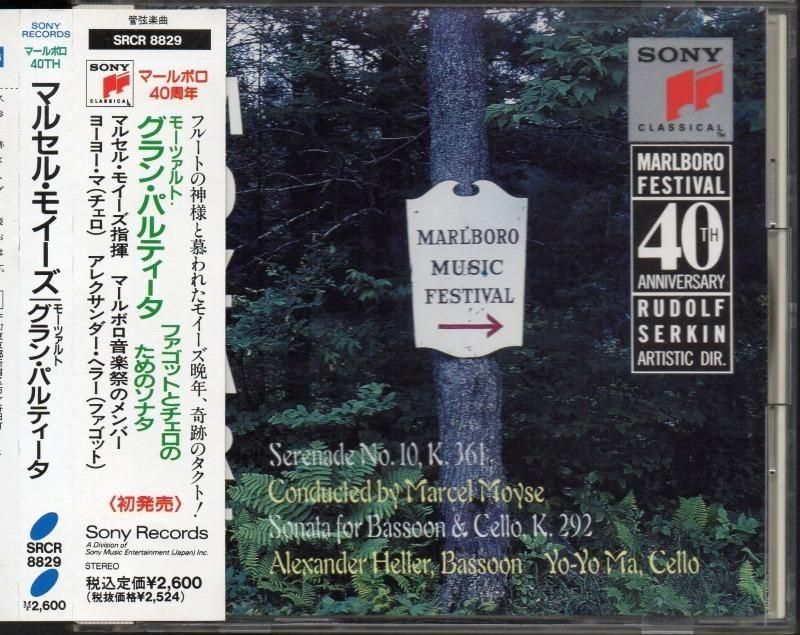 SONY
RECORDS
マールボロ
40TH
マルセル・モイーズ
モーツァルト
グラン・パルティータ
SRCR
8829
¥2,600
管弦楽曲
SRCR 8829
SONY
CLASSICAL
マールボロ
40周年
フルートの神様と慕われたモイーズ晩年、奇跡のタクト!
モーツァルト・
グラン・パルティータ
ファゴットとチェロの
ためのソナタ
マルセル・モイーズ指揮 マールボロ音楽祭のメンバー
ヨーヨー・マ(チェロ) アレクサンダー・ヘラー(ファゴット)
〈初発売〉
Sony Records
A Division of
Sony Music Entertainment (Japan) Inc.
STEREO
税込定価¥2,600
(税抜価格¥2,524)
MARLBORO
MUSIC
FESTIVAL
SONY
CLASSICAL
TM
MARLBORO
FESTIVAL
40TH
ANNIVERSARY
RUDOLF
SERKIN
ARTISTIC DIR.
Serenade No. 10, K. 361
Conducted by Marcel Moyse
Sonata for Bassoon & Cello, K. 292
Alexander Heller, Bassoon Yo-Yo Ma, Cello